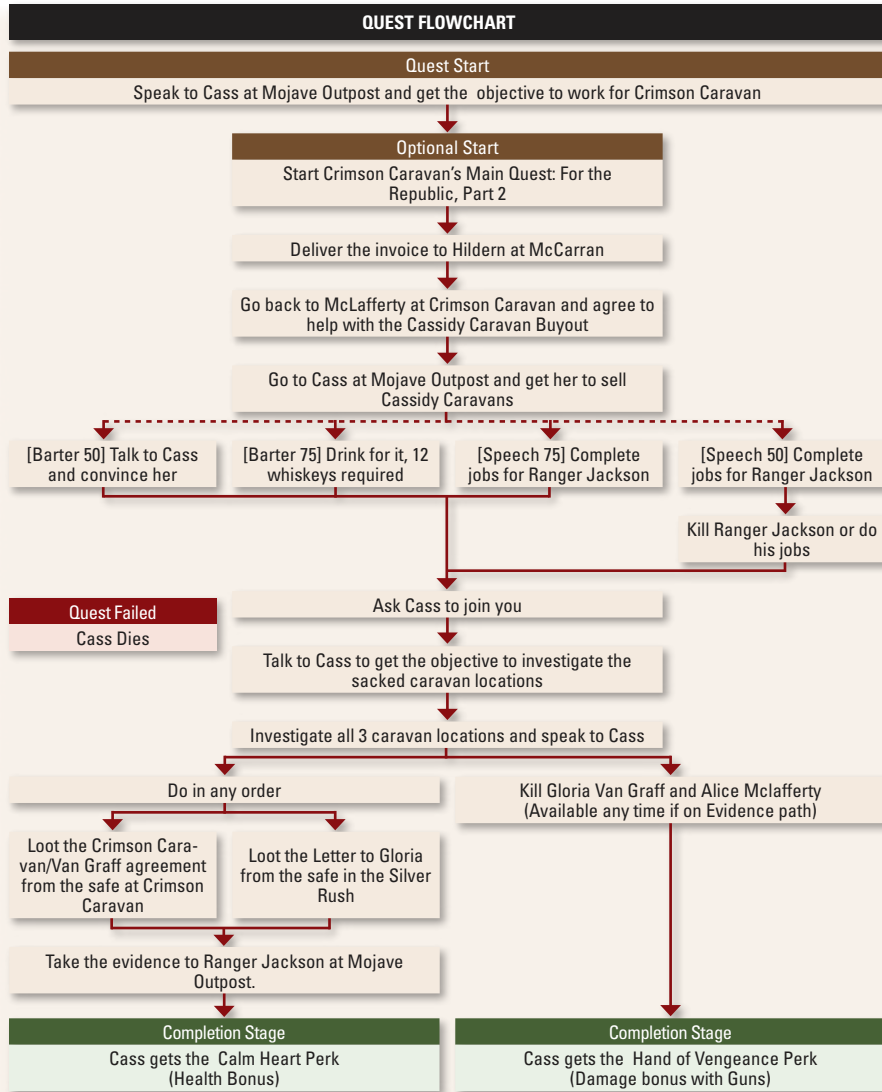 QUEST FLOWCHART
Quest Start
Speak to Cass at Mojave Outpost and get the objective to work for Crimson Caravan
Optional Start
Start Crimson Caravan's Main Quest: For the
Republic, Part 2
Deliver the invoice to Hildern at McCarran
Go back to McLafferty at Crimson Caravan and agree to
help with the Cassidy Caravan Buyout
Go to Cass at Mojave Outpost and get her to sell
Cassidy Caravans
[Barter 50] Talk to Cass
and convince her
[Barter 75] Drink for it, 12
whiskeys required
[Speech 75] Complete
jobs for Ranger Jackson
[Speech 50] Complete
jobs for Ranger Jackson
Kill Ranger Jackson or do
his jobs
Quest Failed
Cass Dies
Ask Cass to join you
Talk to Cass to get the objective to investigate the
sacked caravan locations
Investigate all 3 caravan locations and speak to Cass
Do in any order
Kill Gloria Van Graff and Alice Mclafferty
(Available any time if on Evidence path)
Loot the Crimson Cara-
van/Van Graff agreement
from the safe at Crimson
Caravan
Loot the Letter to Gloria
from the safe in the Silver
Rush
Take the evidence to Ranger Jackson at Mojave
Outpost.
Completion Stage
Cass gets the Calm Heart Perk
(Health Bonus)
Completion Stage
Cass gets the Hand of Vengeance Perk
(Damage bonus with Guns)